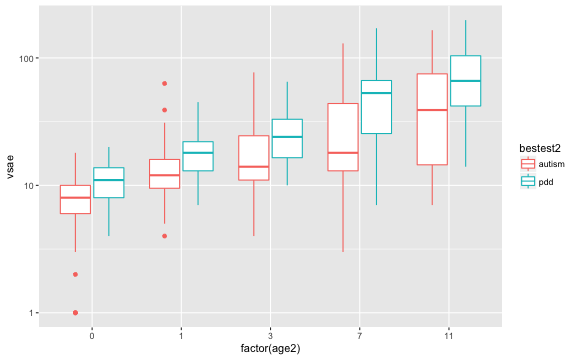 100
10
1
vsae
0 1 3 7 11
factor(age2)
bestest2
autism
pdd